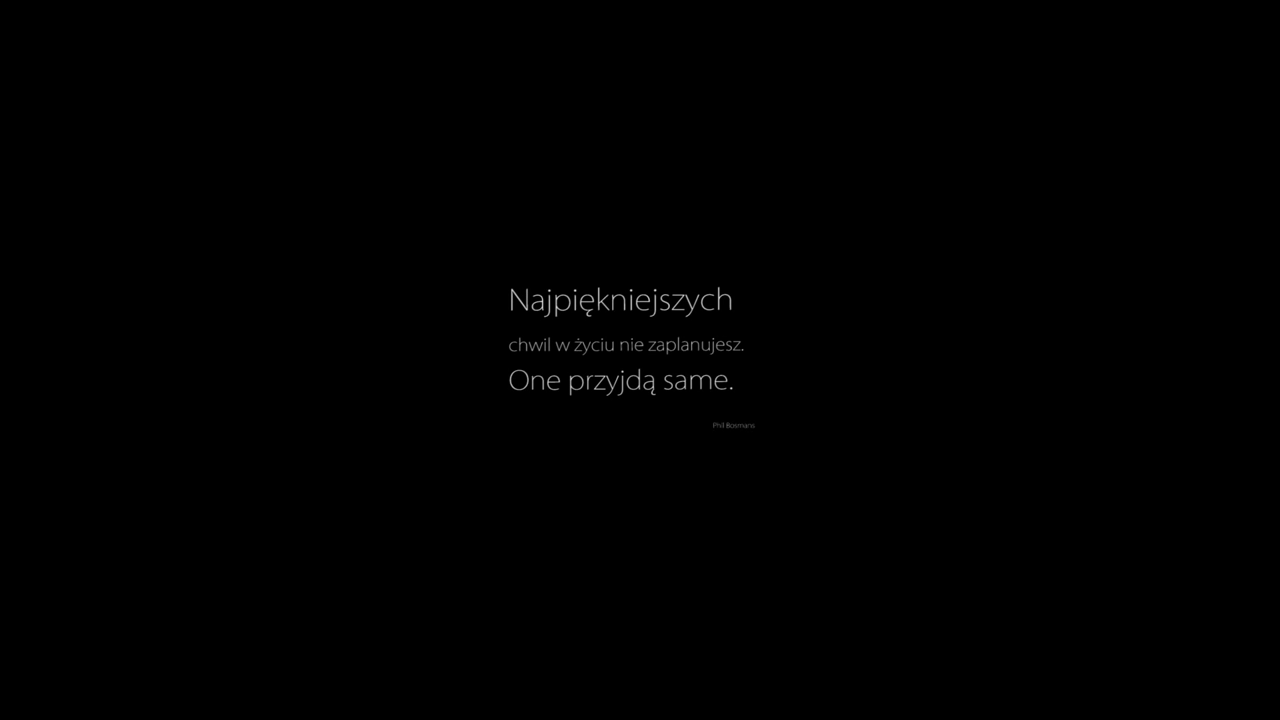 Najpiękniejszych
chwil w życiu nie zaplanujesz.
One przyjdą same.
Phil Bosmans